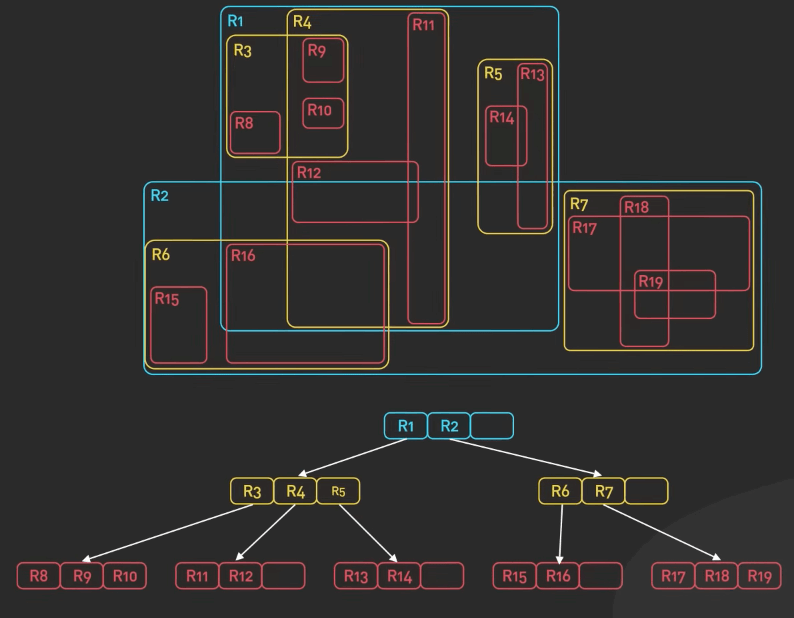 R1
R4
R11
R3
R9
R5
R13
R10
R14
R8
R12
R2
R7
R18
R17
R6
R16
R19
R15
R1 R2
R3 R4 R5
R6 R7
R8 R9 R10
R11 R12
R13 R14
R15 R16
R17 R18 R19